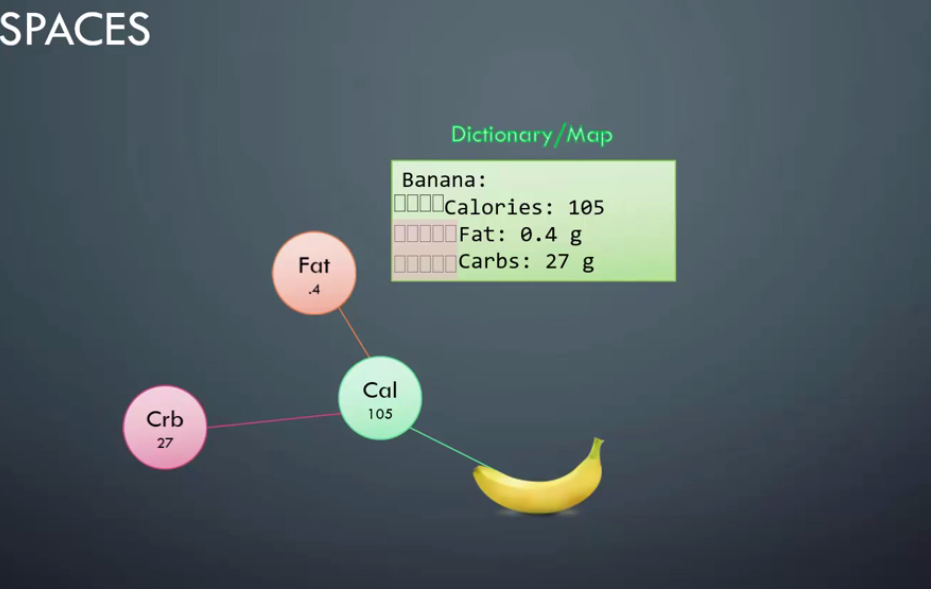 SPACES
Dictionary/Map
Banana:
□□□□Calories: 105
□□□□□Fat: 0.4 g
□□□□□Carbs: 27 g
Fat
.4
Cal
105
Crb
27